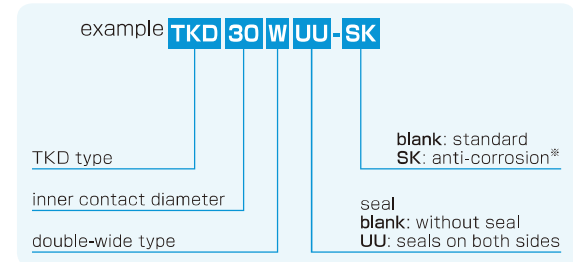 example TKD 30 W UU - SK
blank: standard
TKD type SK: anti-corrosion※
inner contact diameter seal
blank: without seal
double-wide type UU: seals on both sides